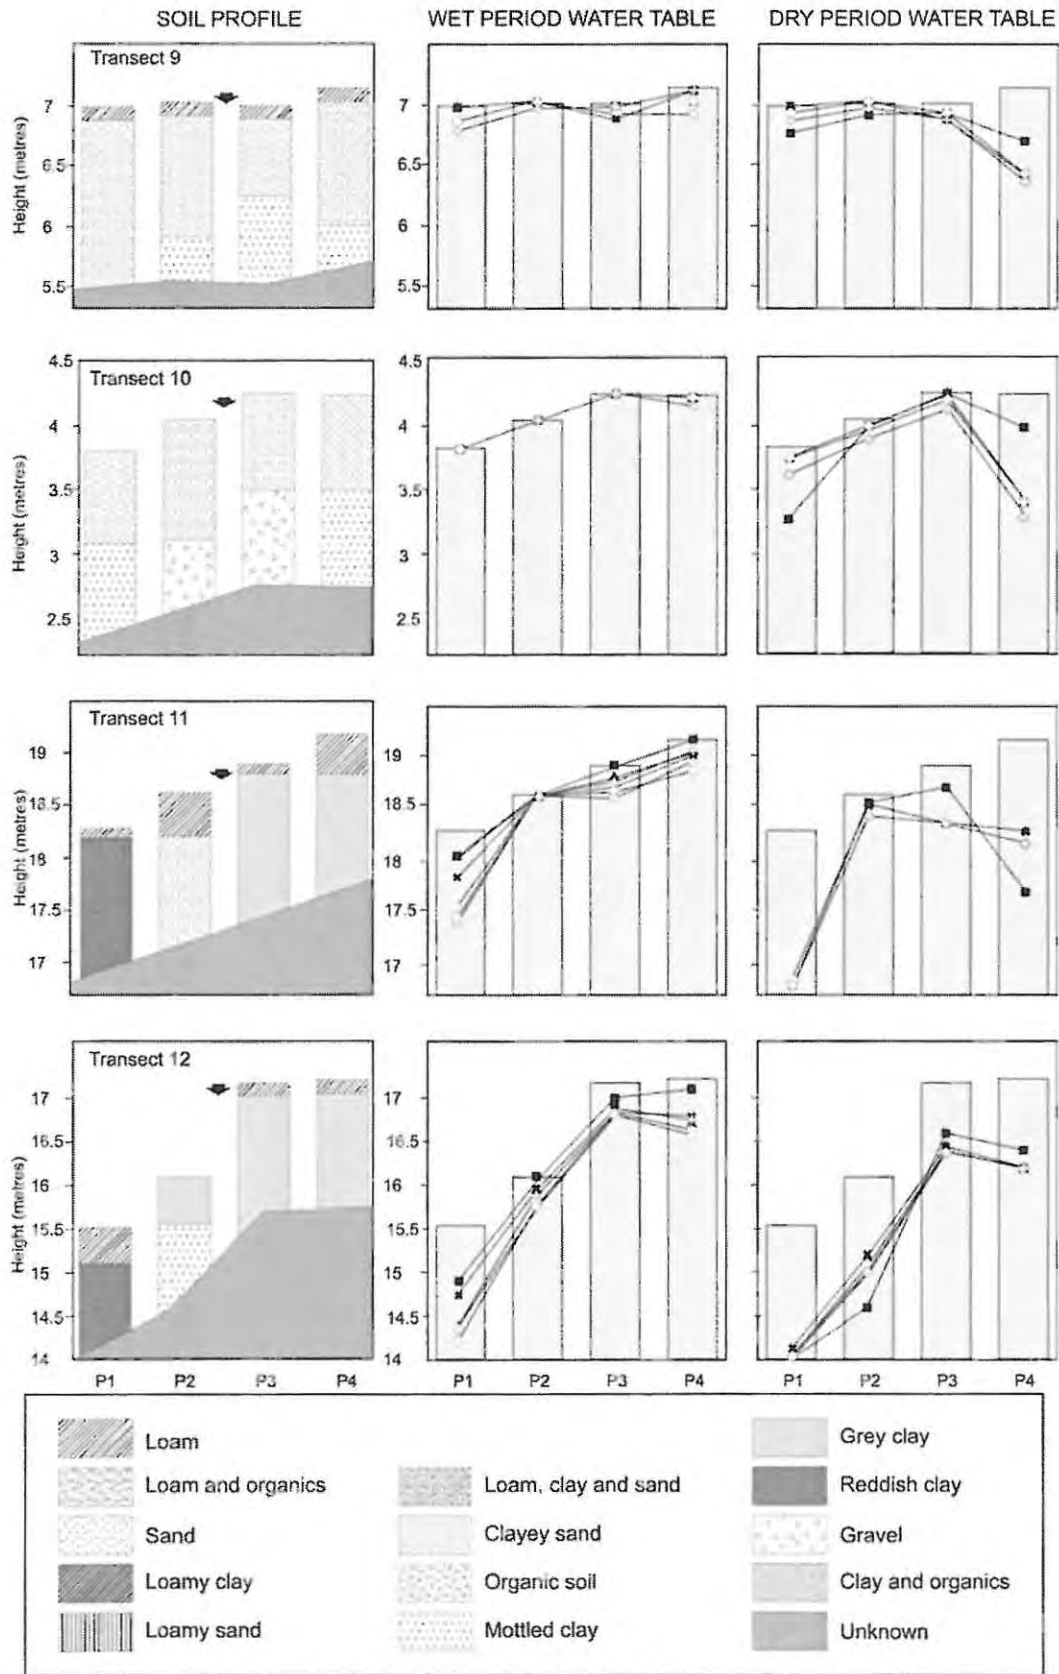 SOIL PROFILE WET PERIOD WATER TABLE DRY PERIOD WATER TABLE
Transect 9
Height (metres)
7 7
6.5 6.5
6 6
5.5 5.5
Transect 10
Height (metres)
4.5 4.5
4 4
3.5 3.5
3 3
2.5 2.5
Transect 11
Height (metres)
19 19
18.5 18.5
18 18
17.5 17.5
17 17
Transect 12
Height (metres)
17 17
16.5 16.5
16 16
15.5 15.5
15 15
14.5 14.5
14 14
P1 P2 P3 P4 P1 P2 P3 P4 P1 P2 P3 P4
Loam
Loam and organics
Sand
Loamy clay
Loamy sand
Loam, clay and sand
Clayey sand
Organic soil
Mottled clay
Grey clay
Reddish clay
Gravel
Clay and organics
Unknown